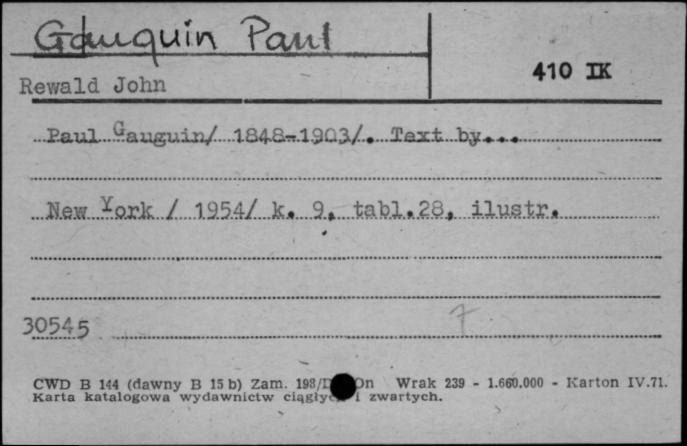 Gauguin Paul
410 IK
Rewald John
Paul Gauguin/ 1848-1903/. Text by...
New York / 1954/ k. 9, tabl.28, ilustr.
30545
7
CWD B 144 (dawny B 15 b) Zam. 198/ On Wrak 239 - 1.660.000 - Karton IV.71.
Karta katalogowa wydawnictw i zwartych.